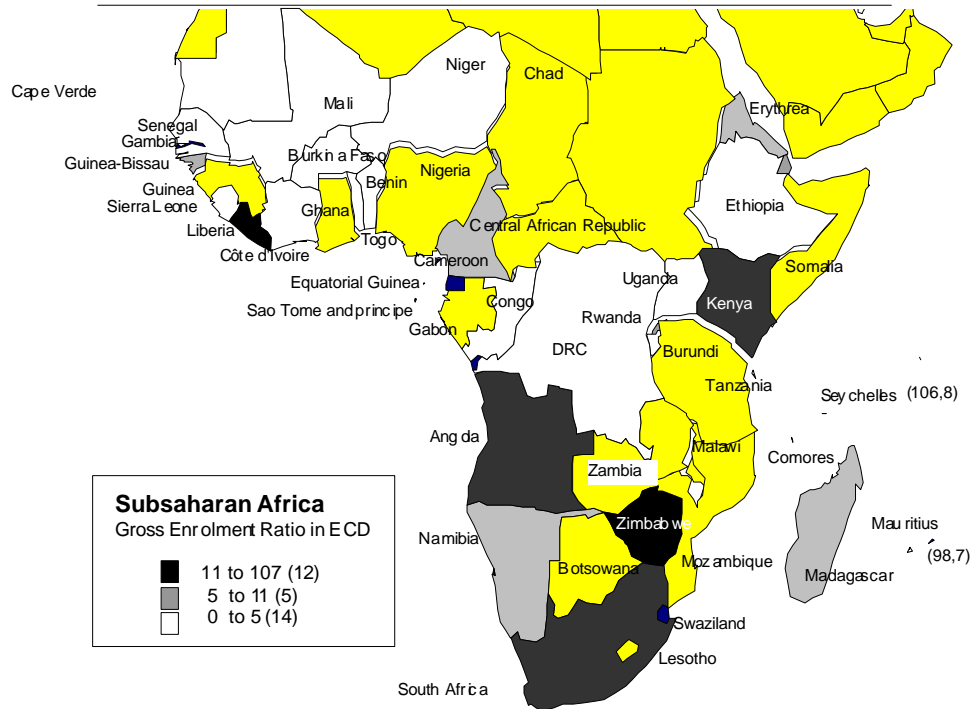 Niger
Chad
Cape Verde
Mali
Erythrea
Senegal
Gambia
Burkina Faso
Guinea-Bissau
Nigeria
Benin
Guinea
Ethiopia
Sierra Leone
Ghana
Central African Republic
Liberia
Togo
Côte d'Ivoire
Cameroon
Somalia
Equatorial Guinea
Uganda
Congo
Kenya
Sao Tome and principe
Rwanda
Gabon
DRC
Burundi
Tanzania
Seychelles (106,8)
Angola
Malawi
Comores
Zambia
Subsaharan Africa
Gross Enrolment Ratio in ECD
Zimbabwe
Mauritius
Namibia
(98,7)
Mozambique
Botswana
Madagascar
11 to 107 (12)
5 to 11 (5)
0 to 5 (14)
Swaziland
Lesotho
South Africa